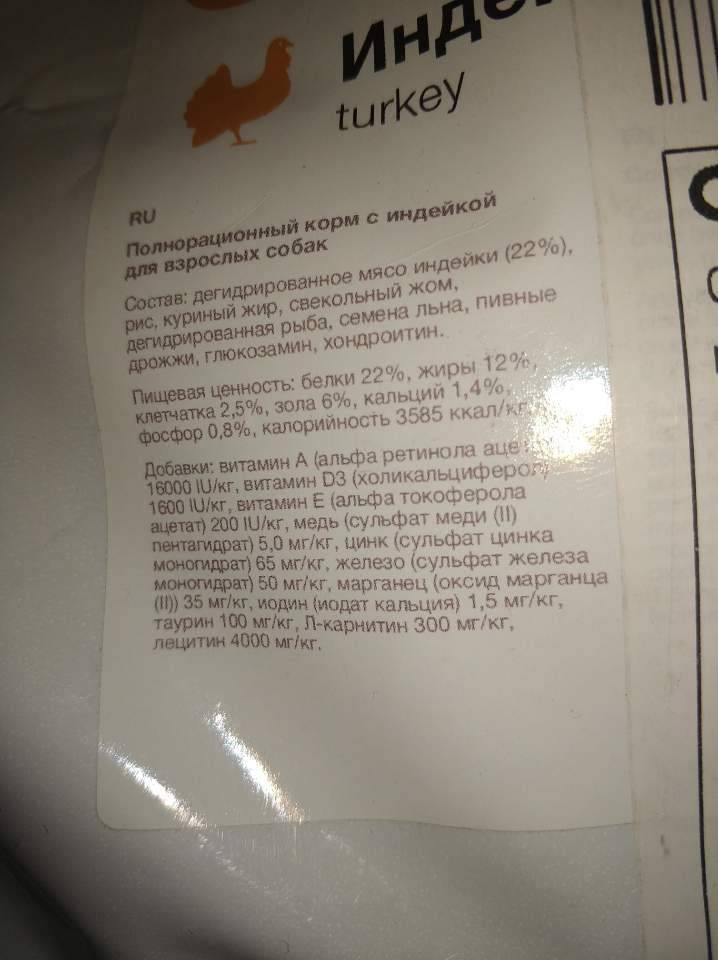 turkey
RU
Полнорационный корм с индейкой
для взрослых собак
Состав: дегидрированное мясо индейки (22%),
рис, куриный жир, свекольный жом,
дегидрированная рыба, семена льна, пивные
дрожжи, глюкозамин, хондроитин.
Пищевая ценность: белки 22%, жиры 12%,
клетчатка 2,5%, зола 6%, кальций 1,4%,
фосфор 0,8%, калорийность 3585 ккал/кг
Добавки: витамин А (альфа ретинола
16000 IU/кг, витамин D3 (холикальциферол)
1600 IU/кг, витамин Е (альфа токоферола
ацетат) 200 IU/кг, медь (сульфат меди (II)
пентагидрат) 5,0 мг/кг, цинк (сульфат цинка
моногидрат) 65 мг/кг, железо (сульфат железа
моногидрат) 50 мг/кг, марганец (оксид марганца
(II)) 35 мг/кг, иодин (иодат кальция) 1,5 мг/кг,
таурин 100 мг/кг, Л-карнитин 300 мг/кг,
лецитин 4000 мг/кг.